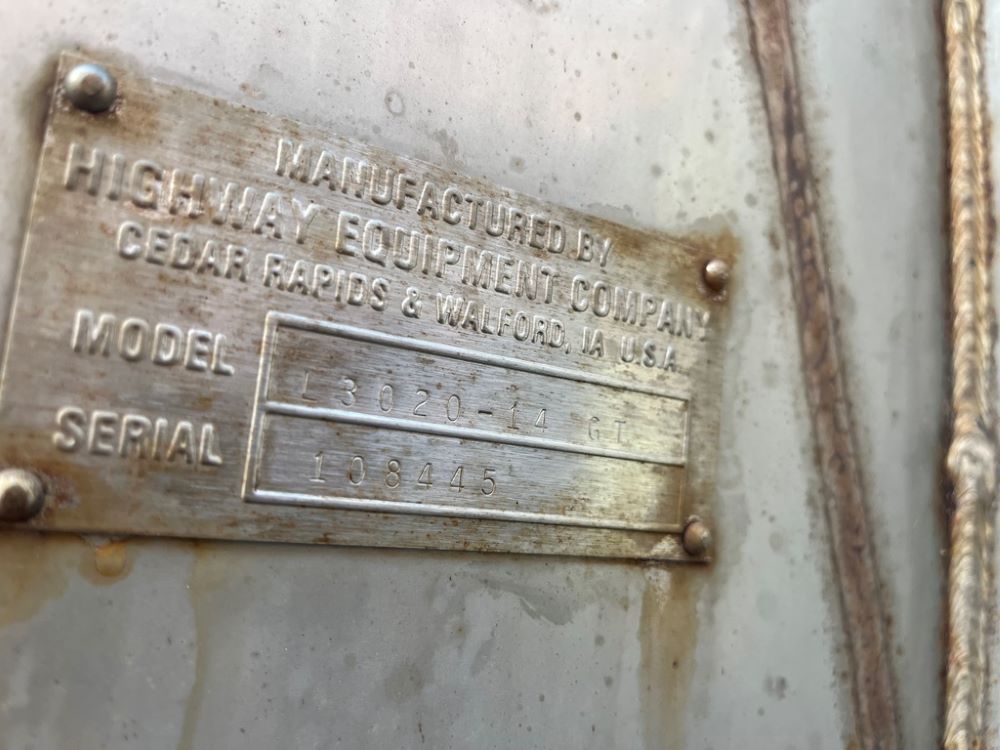 MANUFACTURED BY
HIGHWAY EQUIPMENT COMPANY
CEDAR RAPIDS & WALFORD, IA U.S.A.
MODEL L3020-14 GT
SERIAL 108445